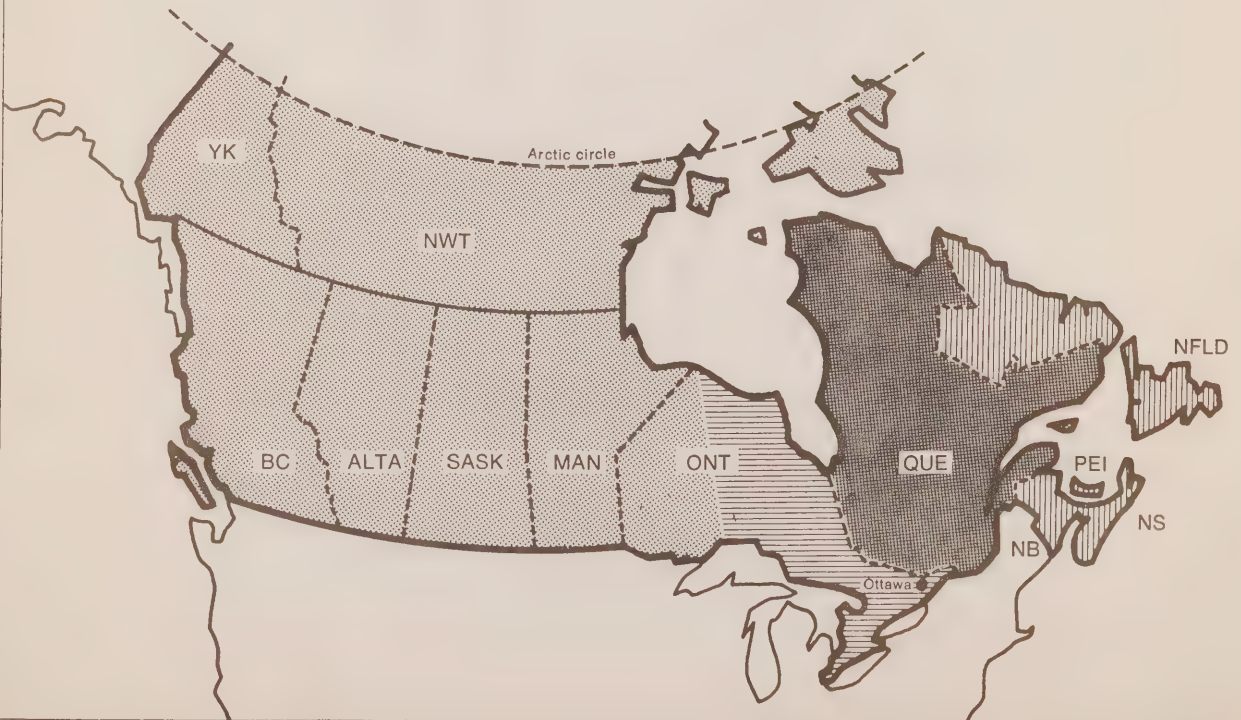 Arctic circle
YK
NWT
NFLD
BC
ALTA
SASK
MAN
ONT
QUE
PEI
NS
NB
Ottawa